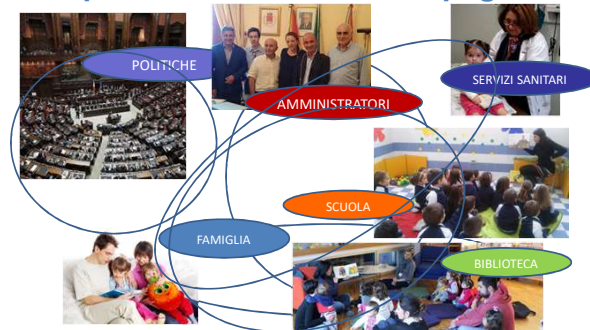 POLITICHE
SERVIZI SANITARI
AMMINISTRATORI
SCUOLA
FAMIGLIA
BIBLIOTECA